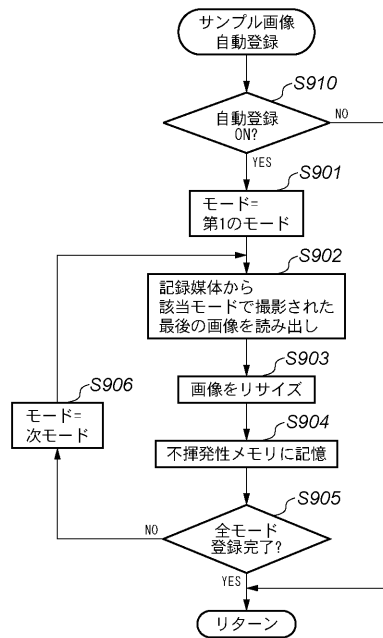 サンプル画像
自動登録
S910
自動登録
ON?
NO
YES
S901
モード=
第1のモード
S902
記録媒体から
該当モードで撮影された
最後の画像を読み出し
S903
画像をリサイズ
S906
モード=
次モード
S904
不揮発性メモリに記憶
S905
全モード
登録完了?
NO
YES
リターン